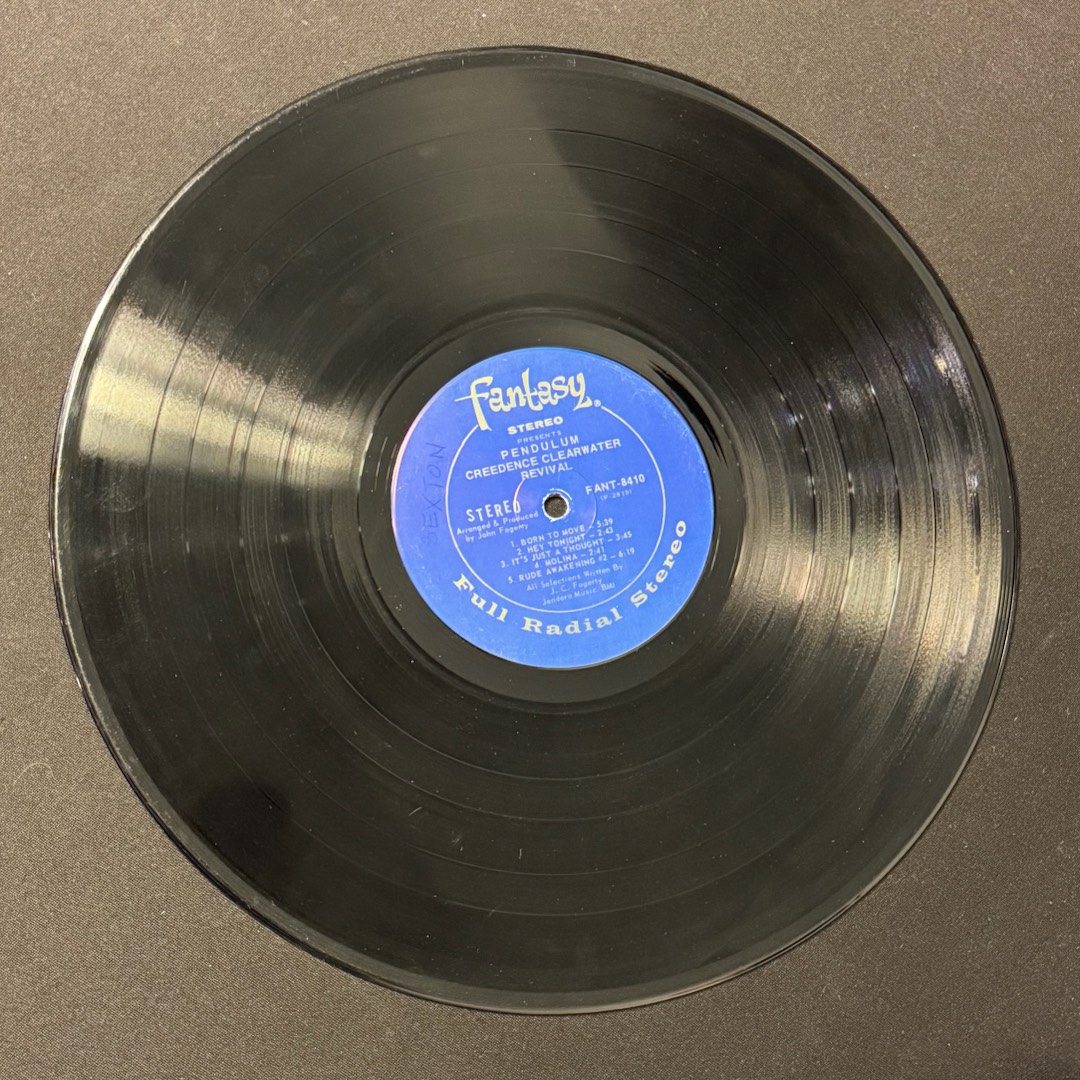 Fantasy®
STEREO
PRESENTS
PENDULUM
CREEDENCE CLEARWATER
REVIVAL
STEREO
FANT-8410
Arranged & Produced
by John Fogerty
1. BORN TO MOVE – 5:39
2. HEY TONIGHT – 2:43
3. IT'S JUST A THOUGHT – 3:45
4. MOLINA – 2:41
5. RUDE AWAKENING #2 – 6:19
All Selections Written By
J. C. Fogerty
Jondora Music, BMI
Full Radial Stereo
SEXTON